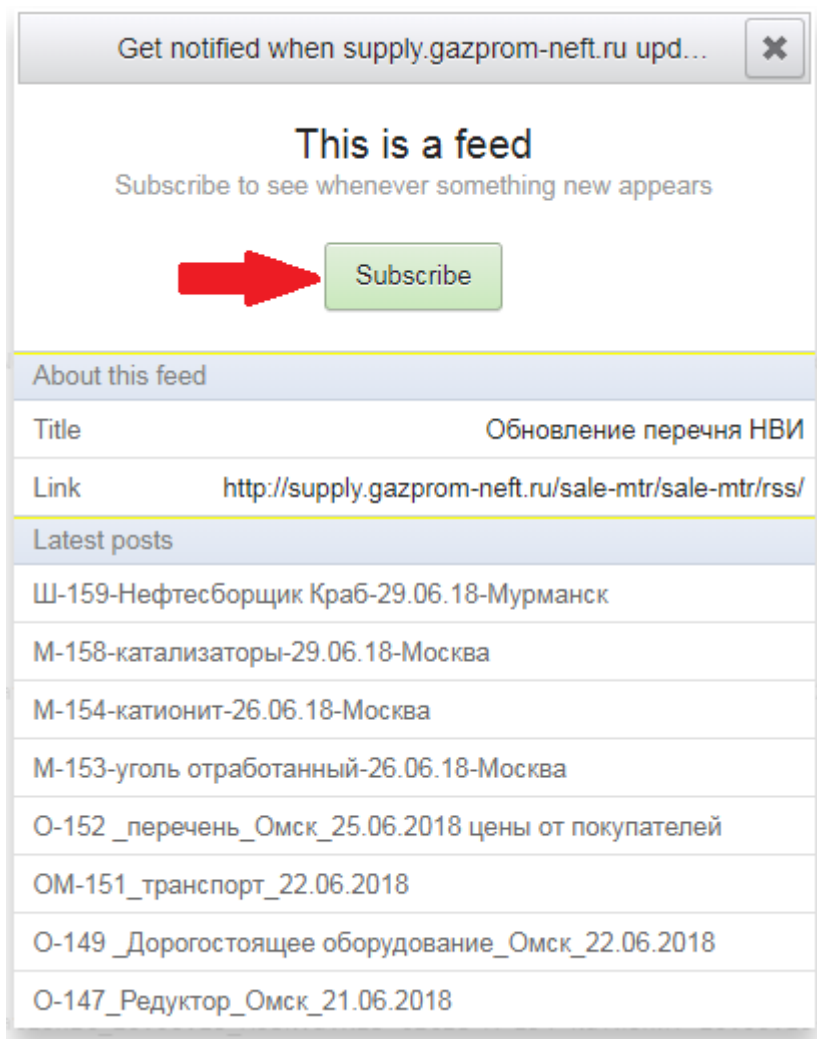 Get notified when supply.gazprom-neft.ru upd...
This is a feed
Subscribe to see whenever something new appears
Subscribe
About this feed
Title Обновление перечня НВИ
Link http://supply.gazprom-neft.ru/sale-mtr/sale-mtr/rss/
Latest posts
Ш-159-Нефтесборщик Краб-29.06.18-Мурманск
М-158-катализаторы-29.06.18-Москва
М-154-катионит-26.06.18-Москва
М-153-уголь отработанный-26.06.18-Москва
О-152 _перечень_Омск_25.06.2018 цены от покупателей
ОМ-151_транспорт_22.06.2018
О-149 _Дорогостоящее оборудование_Омск_22.06.2018
О-147_Редуктор_Омск_21.06.2018